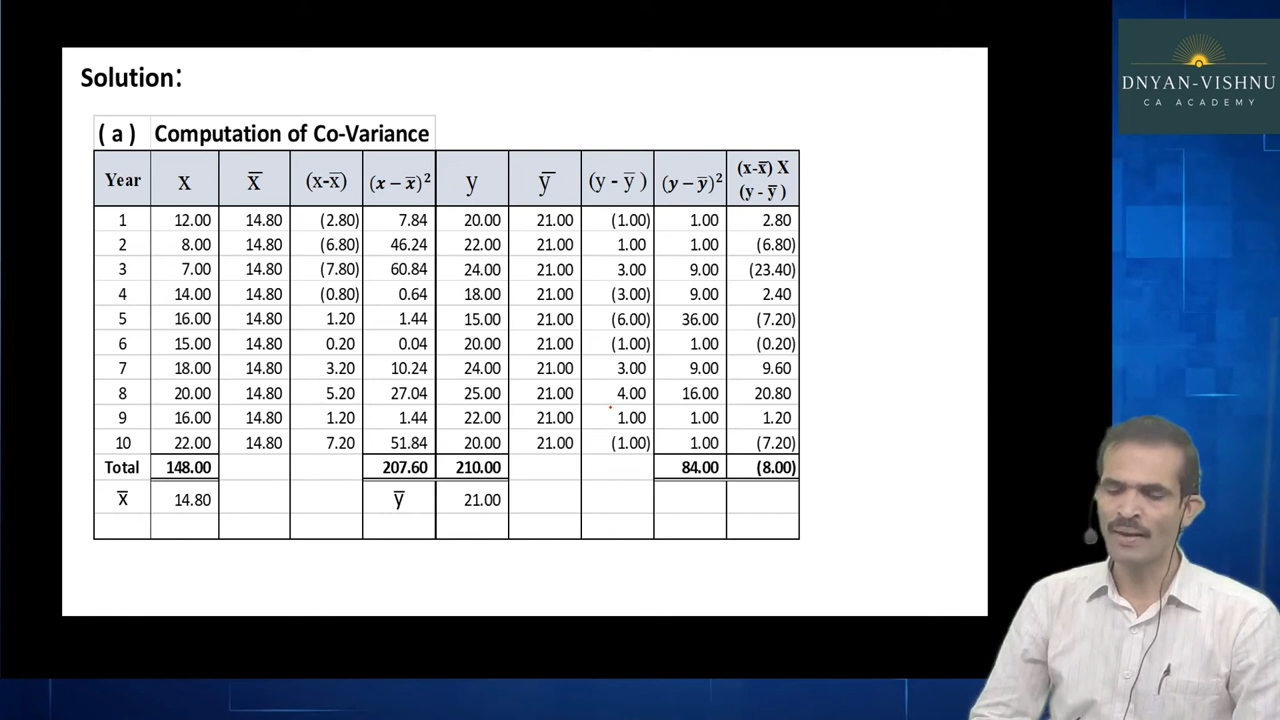 Solution:
( a ) Computation of Co-Variance
Year X X̅ (x-x̅) (x − x̅)² y y̅ (y - y̅ ) (y − y̅)² (x-x̅) X (y - y̅ )
1 12.00 14.80 (2.80) 7.84 20.00 21.00 (1.00) 1.00 2.80
2 8.00 14.80 (6.80) 46.24 22.00 21.00 1.00 1.00 (6.80)
3 7.00 14.80 (7.80) 60.84 24.00 21.00 3.00 9.00 (23.40)
4 14.00 14.80 (0.80) 0.64 18.00 21.00 (3.00) 9.00 2.40
5 16.00 14.80 1.20 1.44 15.00 21.00 (6.00) 36.00 (7.20)
6 15.00 14.80 0.20 0.04 20.00 21.00 (1.00) 1.00 (0.20)
7 18.00 14.80 3.20 10.24 24.00 21.00 3.00 9.00 9.60
8 20.00 14.80 5.20 27.04 25.00 21.00 4.00 16.00 20.80
9 16.00 14.80 1.20 1.44 22.00 21.00 1.00 1.00 1.20
10 22.00 14.80 7.20 51.84 20.00 21.00 (1.00) 1.00 (7.20)
Total 148.00 207.60 210.00 84.00 (8.00)
X̅ 14.80 y̅ 21.00
DNYAN-VISHNU
CA ACADEMY